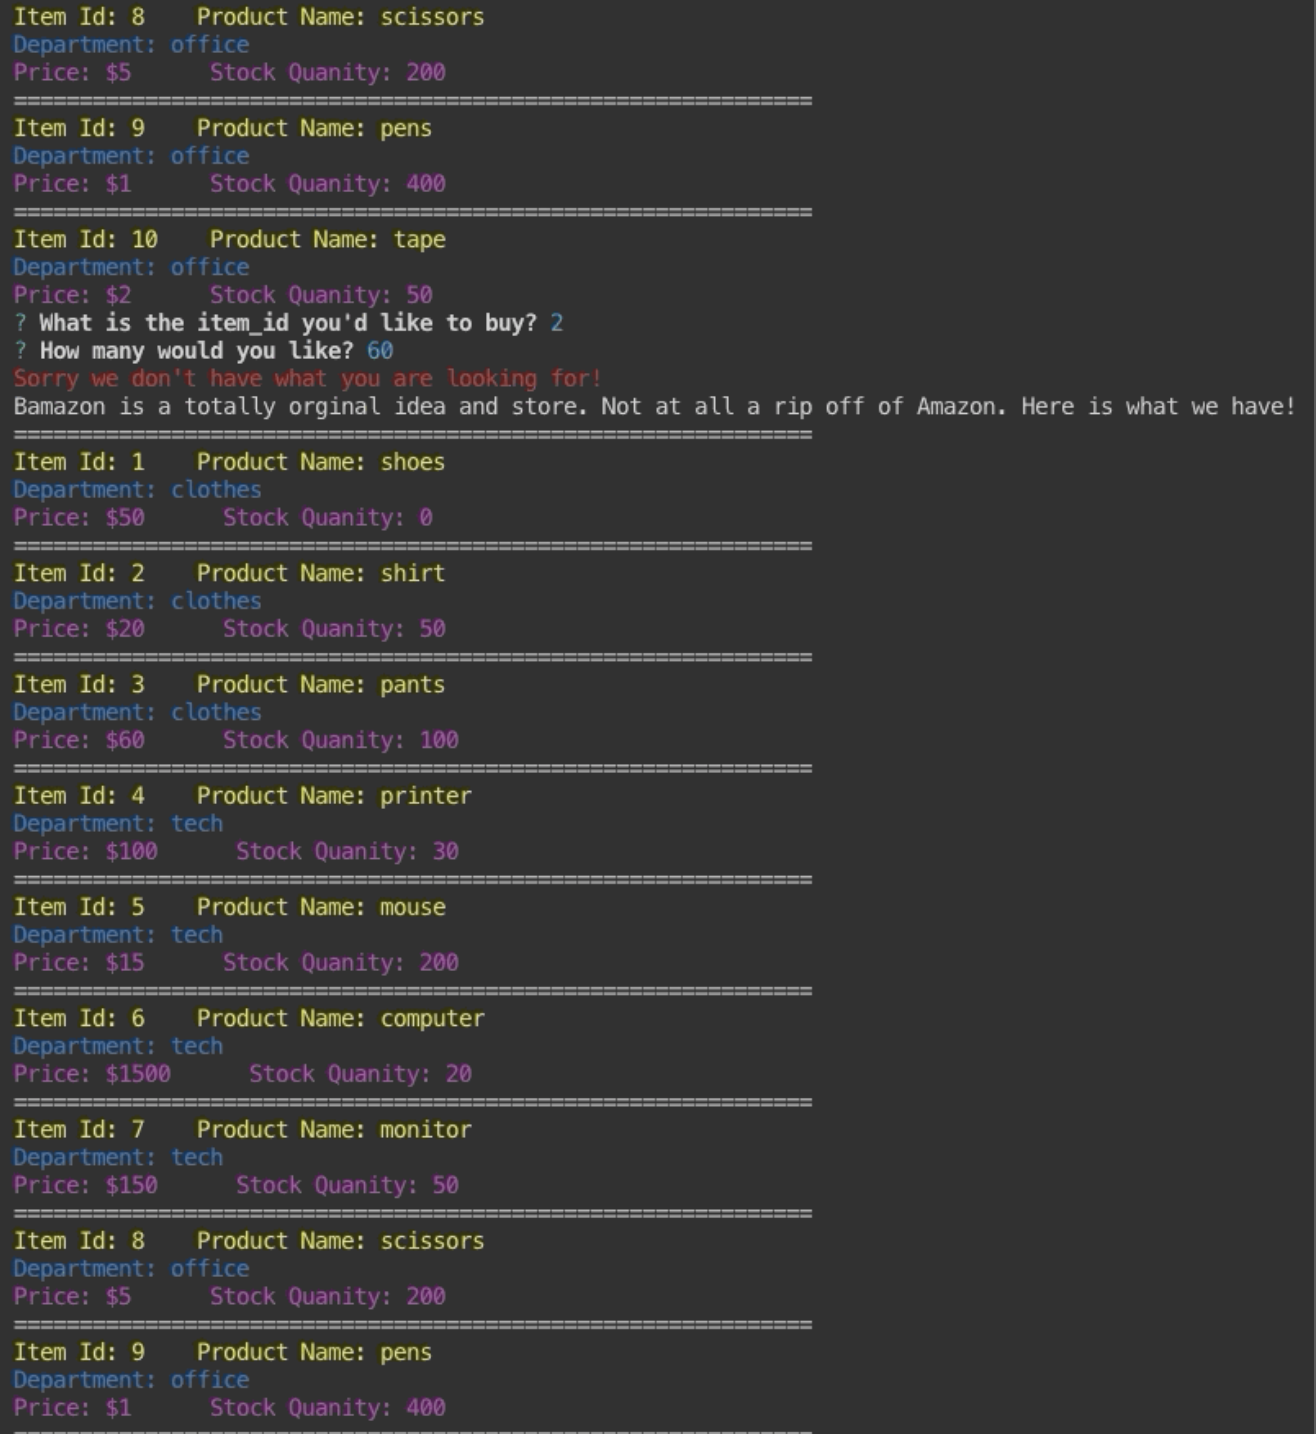 Item Id: 8    Product Name: scissors
Department: office
Price: $5      Stock Quanity: 200
=============================================================
Item Id: 9    Product Name: pens
Department: office
Price: $1      Stock Quanity: 400
=============================================================
Item Id: 10    Product Name: tape
Department: office
Price: $2      Stock Quanity: 50
? What is the item_id you'd like to buy? 2
? How many would you like? 60
Sorry we don't have what you are looking for!
Bamazon is a totally orginal idea and store. Not at all a rip off of Amazon. Here is what we have!
=============================================================
Item Id: 1    Product Name: shoes
Department: clothes
Price: $50      Stock Quanity: 0
=============================================================
Item Id: 2    Product Name: shirt
Department: clothes
Price: $20      Stock Quanity: 50
=============================================================
Item Id: 3    Product Name: pants
Department: clothes
Price: $60      Stock Quanity: 100
=============================================================
Item Id: 4    Product Name: printer
Department: tech
Price: $100      Stock Quanity: 30
=============================================================
Item Id: 5    Product Name: mouse
Department: tech
Price: $15      Stock Quanity: 200
=============================================================
Item Id: 6    Product Name: computer
Department: tech
Price: $1500      Stock Quanity: 20
=============================================================
Item Id: 7    Product Name: monitor
Department: tech
Price: $150      Stock Quanity: 50
=============================================================
Item Id: 8    Product Name: scissors
Department: office
Price: $5      Stock Quanity: 200
=============================================================
Item Id: 9    Product Name: pens
Department: office
Price: $1      Stock Quanity: 400
=============================================================